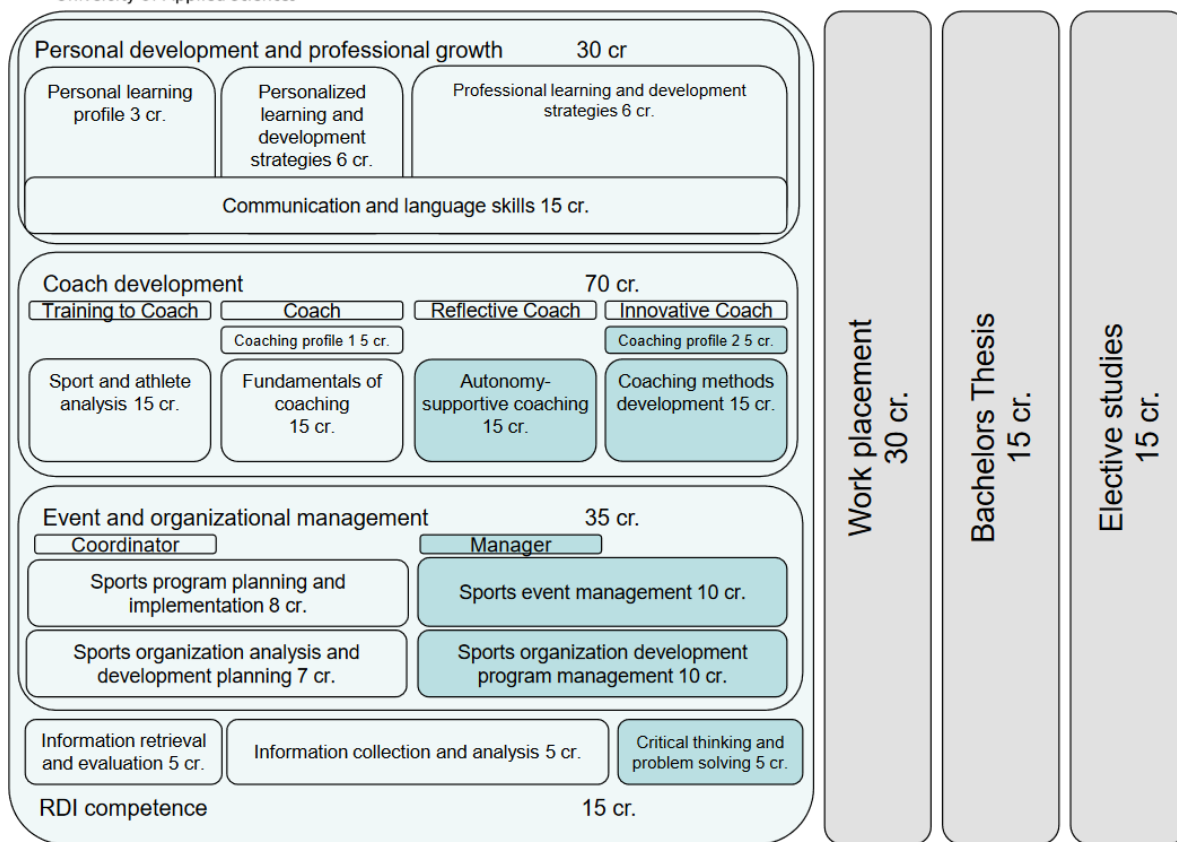 Personal development and professional growth 30 cr
Personal learning
profile 3 cr.
Personalized
learning and
development
strategies 6 cr.
Professional learning and development
strategies 6 cr.
Communication and language skills 15 cr.
Coach development 70 cr.
Training to Coach
Coach
Reflective Coach
Innovative Coach
Coaching profile 1 5 cr.
Coaching profile 2 5 cr.
Sport and athlete
analysis 15 cr.
Fundamentals of
coaching
15 cr.
Autonomy-
supportive coaching
15 cr.
Coaching methods
development 15 cr.
Event and organizational management 35 cr.
Coordinator
Manager
Sports program planning and
implementation 8 cr.
Sports event management 10 cr.
Sports organization analysis and
development planning 7 cr.
Sports organization development
program management 10 cr.
Information retrieval
and evaluation 5 cr.
Information collection and analysis 5 cr.
Critical thinking and
problem solving 5 cr.
RDI competence 15 cr.
Work placement
30 cr.
Bachelors Thesis
15 cr.
Elective studies
15 cr.